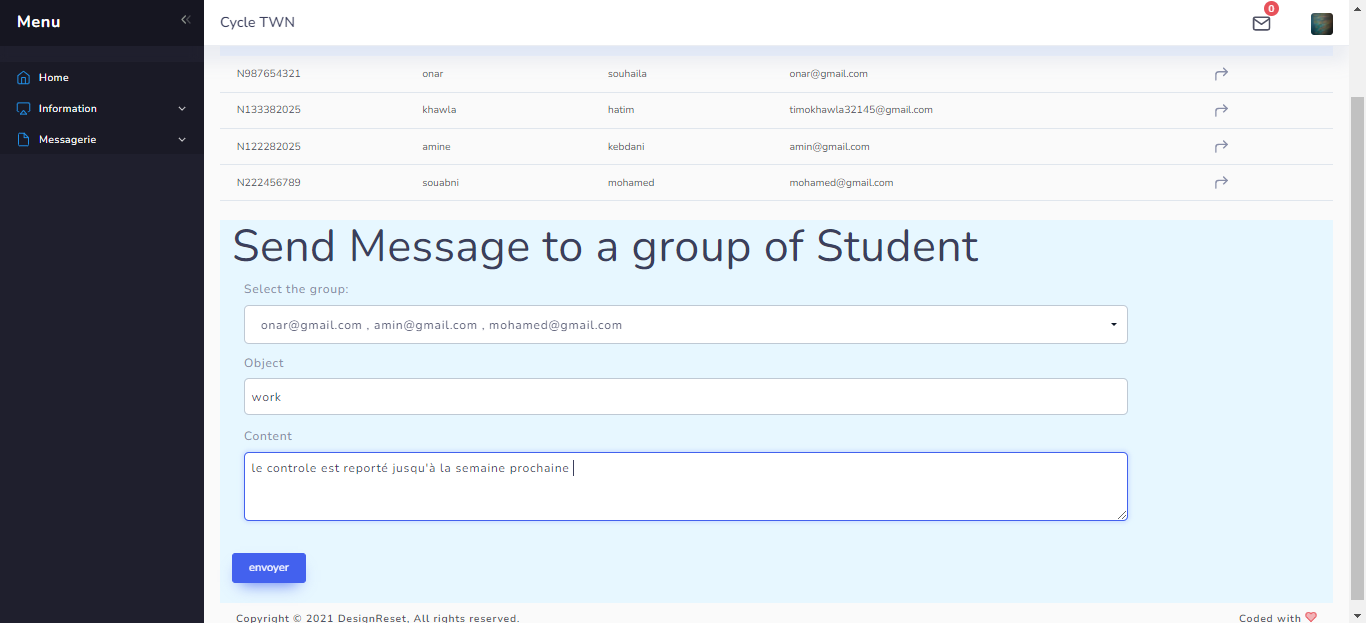 Menu
Cycle TWN
0
Home
Information
Messagerie
N987654321 onar souhaila onar@gmail.com
N133382025 khawla hatim timokhawla32145@gmail.com
N122282025 amine kebdani amin@gmail.com
N222456789 souabni mohamed mohamed@gmail.com
Send Message to a group of Student
Select the group:
onar@gmail.com , amin@gmail.com , mohamed@gmail.com
Object
work
Content
le controle est reporté jusqu'à la semaine prochaine
envoyer
Copyright © 2021 DesignReset, All rights reserved.
Coded with